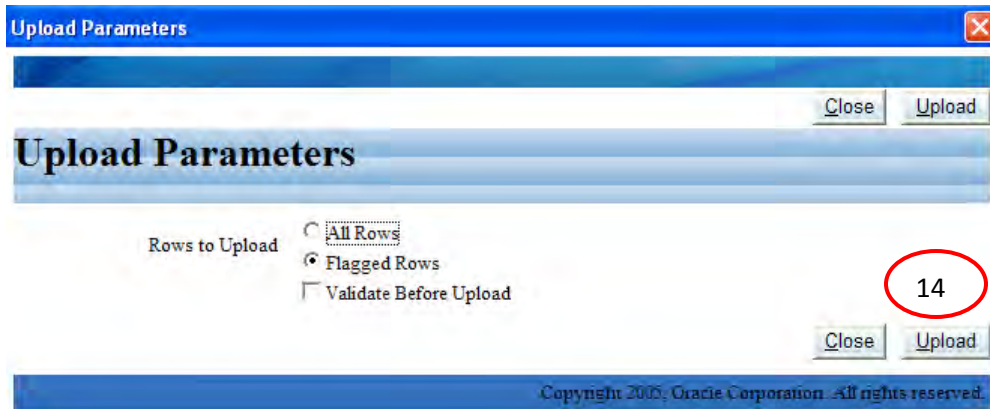 Upload Parameters
Close Upload
Upload Parameters
All Rows
Rows to Upload
Flagged Rows
Validate Before Upload
14
Close Upload
Copyright 2005, Oracle Corporation. All rights reserved.